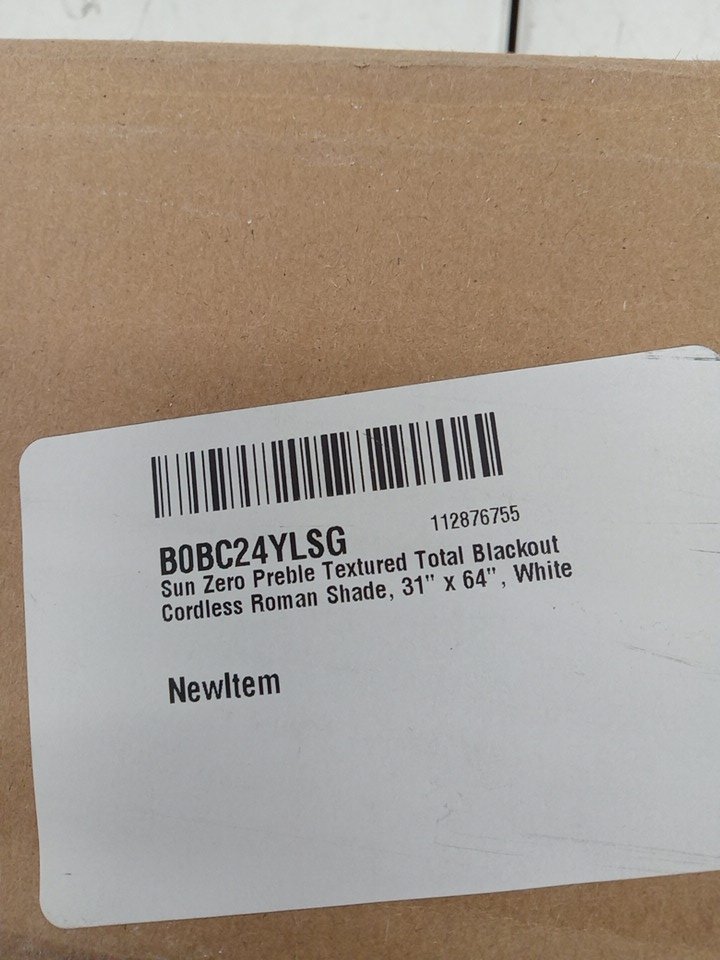 112876755
B0BC24YLSG
Sun Zero Preble Textured Total Blackout
Cordless Roman Shade, 31" x 64" , White
NewItem